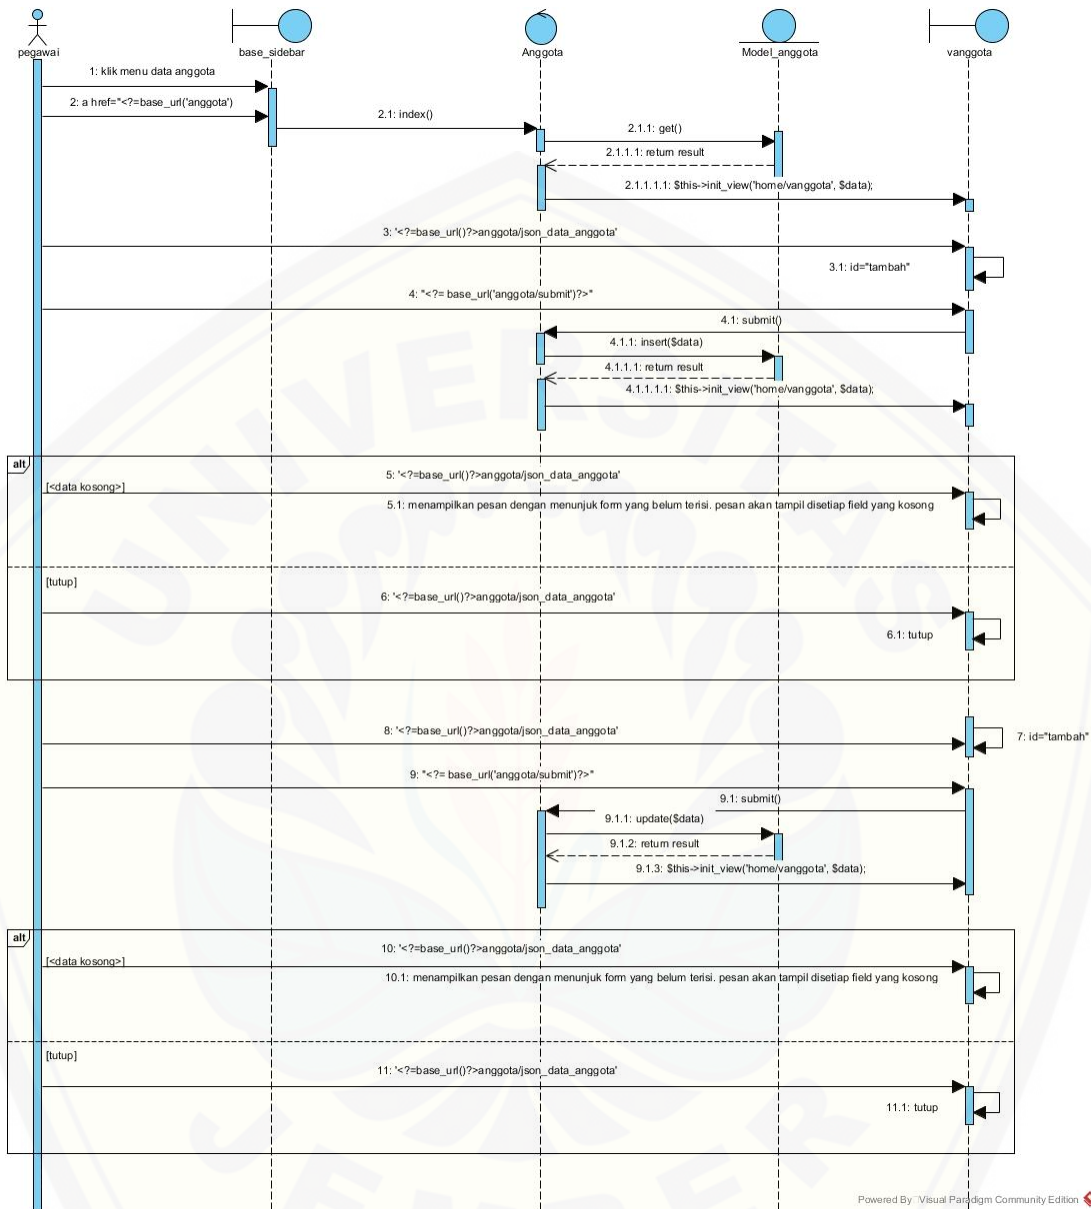 pegawai
base_sidebar
Anggota
Model_anggota
vanggota
1: klik menu data anggota
2: a href="<?=base_url('anggota')
2.1: index()
2.1.1: get()
2.1.1.1: return result
2.1.1.1.1: $this->init_view('home/vanggota', $data);
3: '<?=base_url()?>anggota/json_data_anggota'
3.1: id="tambah"
4: "<?= base_url('anggota/submit')?>"
4.1: submit()
4.1.1: insert($data)
4.1.1.1: return result
4.1.1.1.1: $this->init_view('home/vanggota', $data);
alt
5: '<?=base_url()?>anggota/json_data_anggota'
[<data kosong>]
5.1: menampilkan pesan dengan menunjuk form yang belum terisi. pesan akan tampil disetiap field yang kosong
[tutup]
6: '<?=base_url()?>anggota/json_data_anggota'
6.1: tutup
8: '<?=base_url()?>anggota/json_data_anggota'
7: id="tambah"
9: "<?= base_url('anggota/submit')?>"
9.1: submit()
9.1.1: update($data)
9.1.2: return result
9.1.3: $this->init_view('home/vanggota', $data);
alt
10: '<?=base_url()?>anggota/json_data_anggota'
[<data kosong>]
10.1: menampilkan pesan dengan menunjuk form yang belum terisi. pesan akan tampil disetiap field yang kosong
[tutup]
11: '<?=base_url()?>anggota/json_data_anggota'
11.1: tutup
UNIVERSITAS
JEMBER
Powered By Visual Paradigm Community Edition